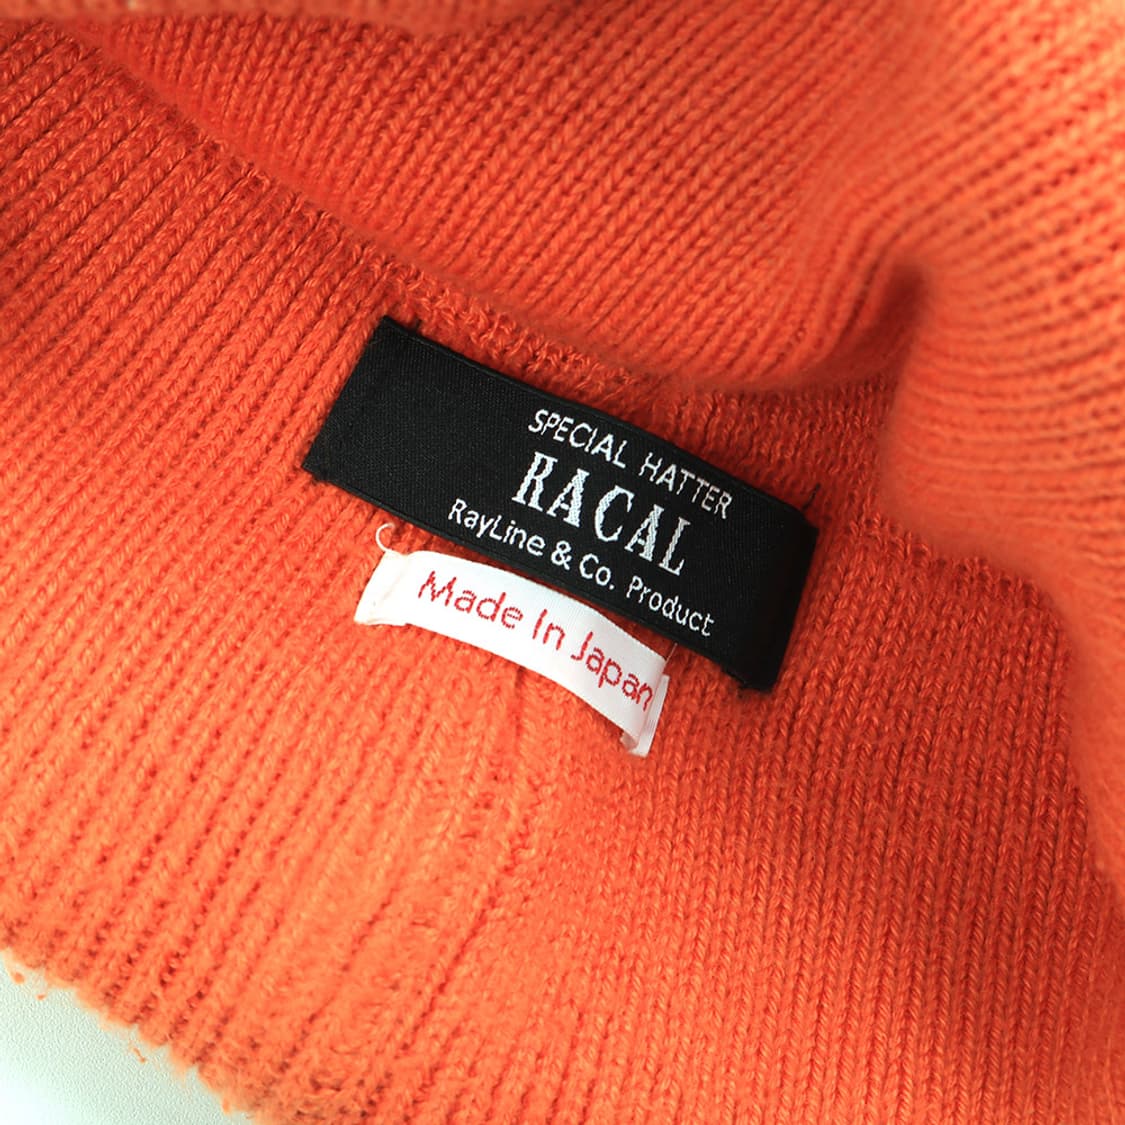 SPECIAL HATTER
RACAL
RayLine & Co. Product
Made In Japan